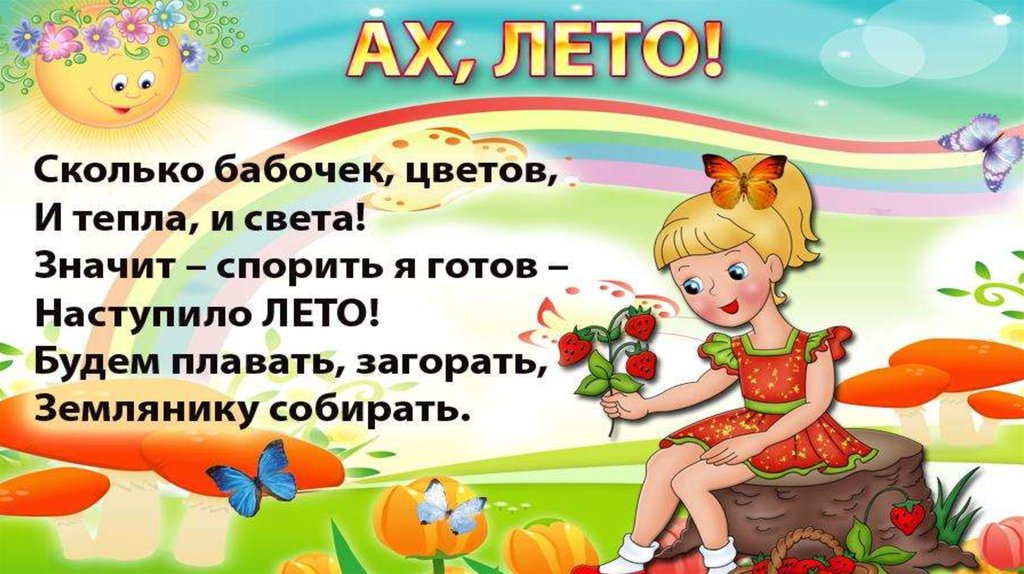 АХ, ЛЕТО!
Сколько бабочек, цветов,
И тепла, и света!
Значит – спорить я готов –
Наступило ЛЕТО!
Будем плавать, загорать,
Землянику собирать.